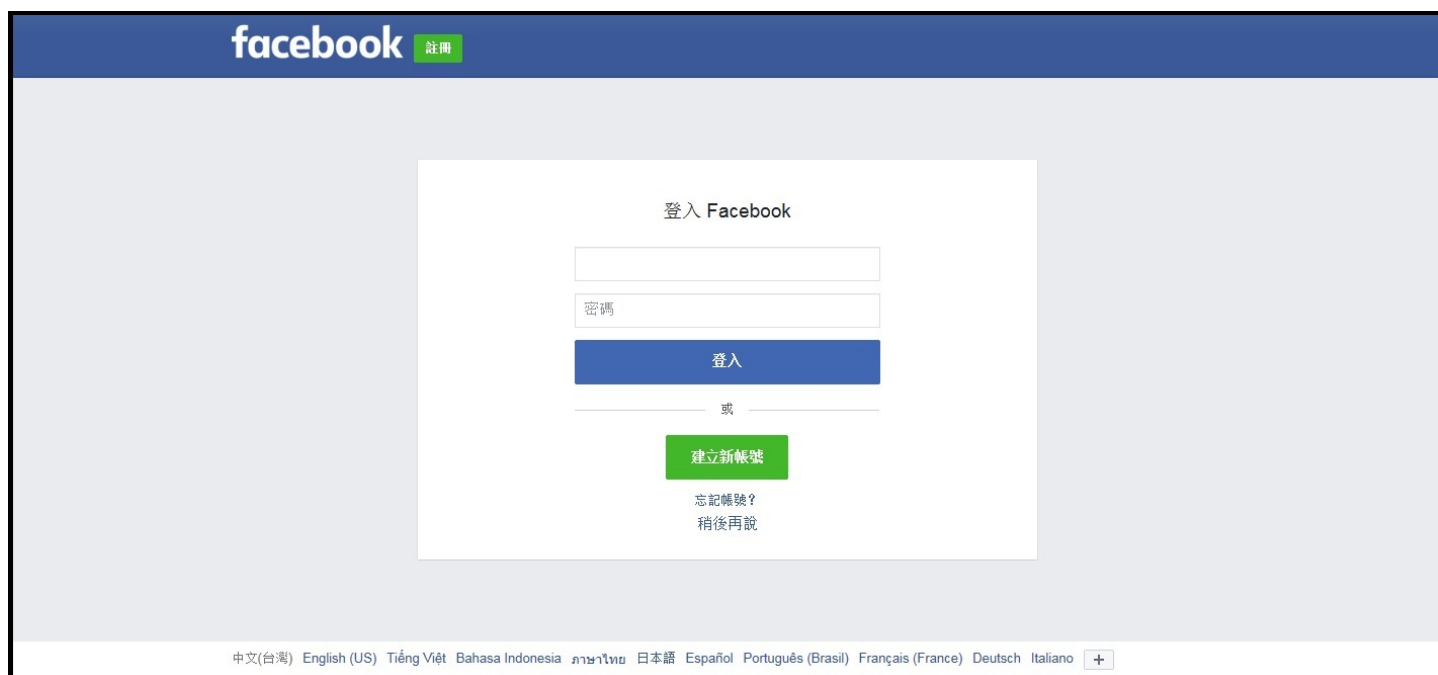 facebook 註冊
登入 Facebook
密碼
登入
或
建立新帳號
忘記帳號?
稍後再說
中文(台灣) English (US) Tiếng Việt Bahasa Indonesia ภาษาไทย 日本語 Español Português (Brasil) Français (France) Deutsch Italiano +